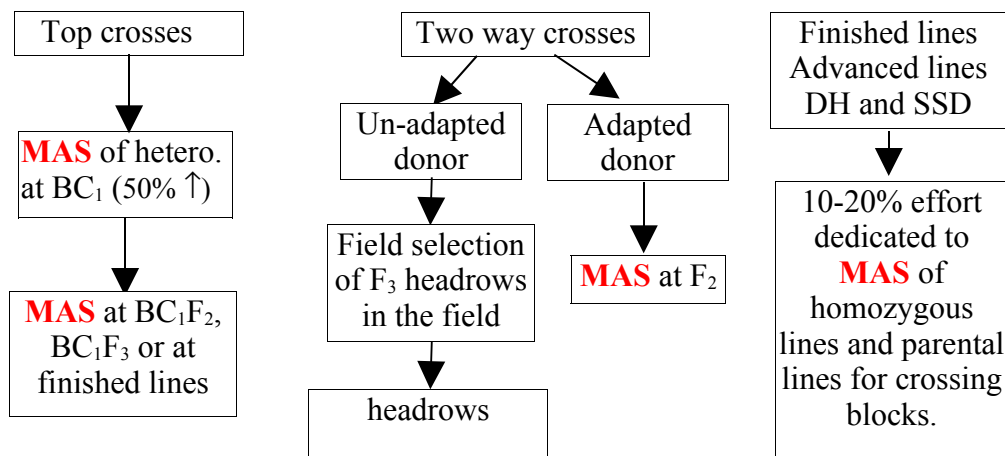 Top crosses
MAS of hetero.
at BC₁ (50% ↑)
MAS at BC₁F₂,
BC₁F₃ or at
finished lines
Two way crosses
Un-adapted
donor
Field selection
of F₃ headrows
in the field
headrows
Adapted
donor
MAS at F₂
Finished lines
Advanced lines
DH and SSD
10-20% effort
dedicated to
MAS of
homozygous
lines and parental
lines for crossing
blocks.